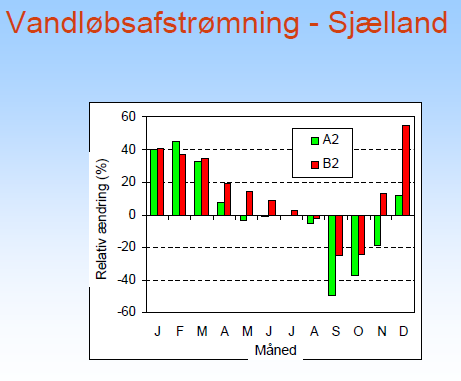 Vandløbsafstrømning - Sjælland
60
40
20
0
-20
-40
-60
Relativ ændring (%)
A2
B2
J F M A M J J A S O N D
Måned